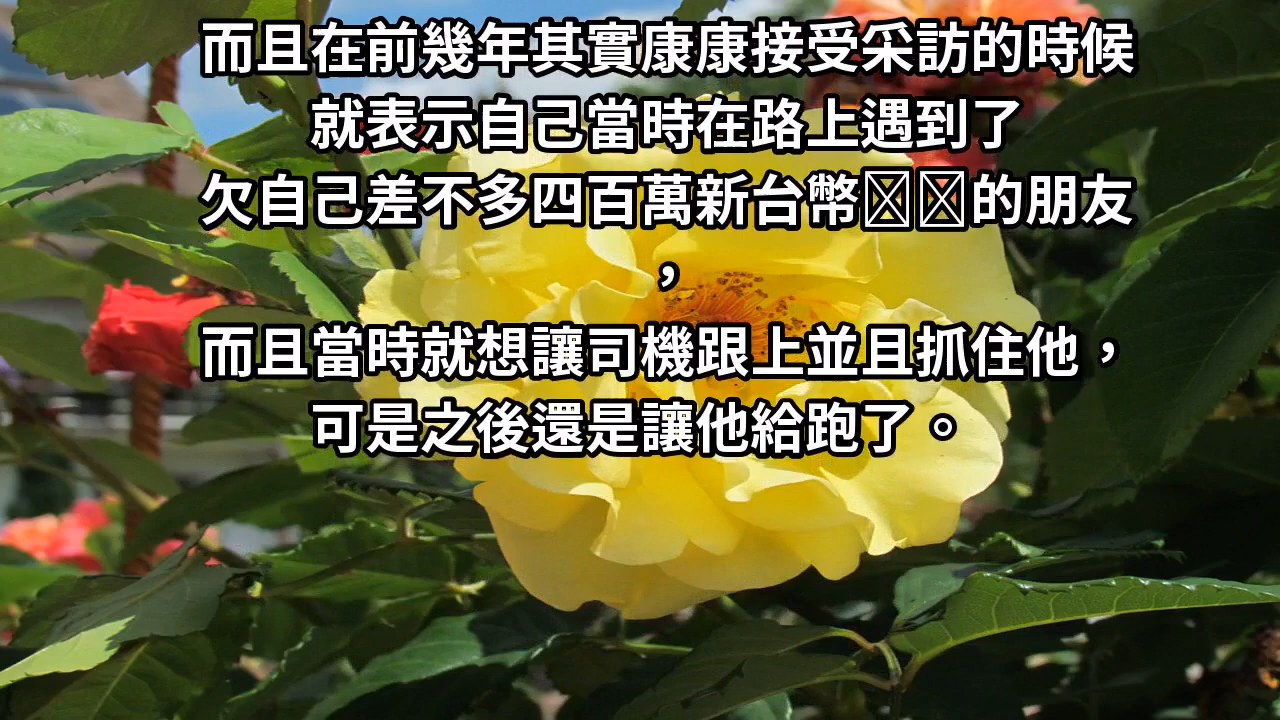 而且在前幾年其實康康接受采訪的時候
就表示自己當時在路上遇到了
欠自己差不多四百萬新台幣的朋友
，
而且當時就想讓司機跟上並且抓住他，
可是之後還是讓他給跑了。